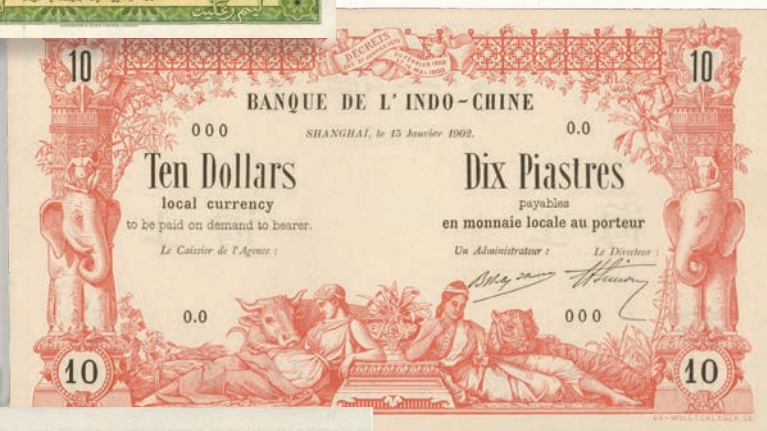 10
DÉCRETS
10
BANQUE DE L'INDO-CHINE
000
SHANGHAÏ, le 15 Janvier 1902.
0.0
Ten Dollars
local currency
to be paid on demand to bearer.
Le Caissier de l'Agence :
Dix Piastres
payables
en monnaie locale au porteur
Un Administrateur :
Le Directeur :
0.0
000
10
10